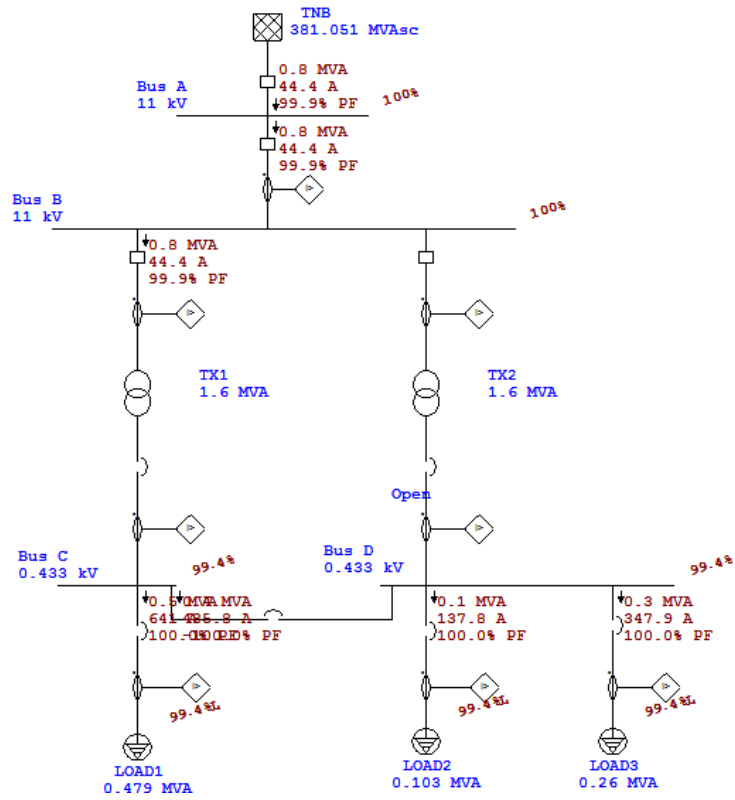 TNB
381.051 MVAsc
0.8 MVA
44.4 A
99.9% PF
Bus A
11 kV
100%
0.8 MVA
44.4 A
99.9% PF
Bus B
11 kV
100%
0.8 MVA
44.4 A
99.9% PF
TX1
1.6 MVA
TX2
1.6 MVA
Open
Bus C
0.433 kV
99.4%
Bus D
0.433 kV
99.4%
0.1 MVA
137.8 A
100.0% PF
0.3 MVA
347.9 A
100.0% PF
99.4%L
99.4%L
99.4%L
LOAD1
0.479 MVA
LOAD2
0.103 MVA
LOAD3
0.26 MVA